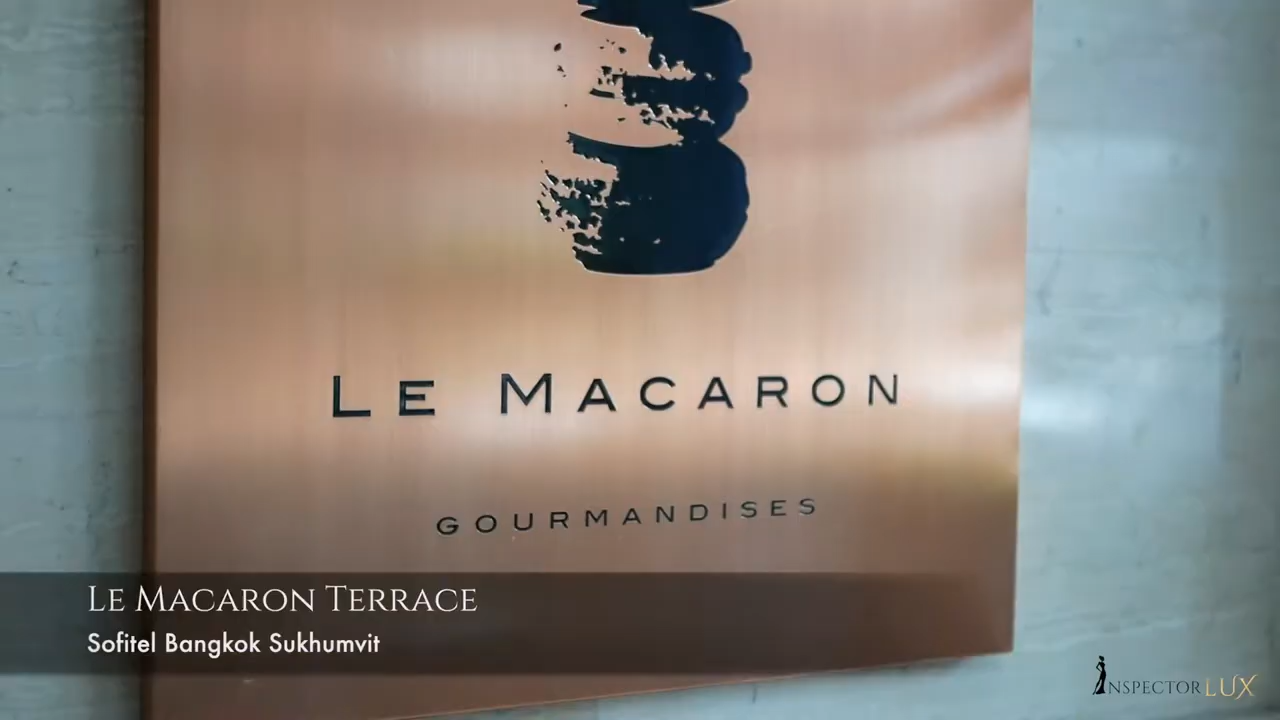 LE MACARON
GOURMANDISES
LE MACARON TERRACE
Sofitel Bangkok Sukhumvit
INSPECTOR LUX